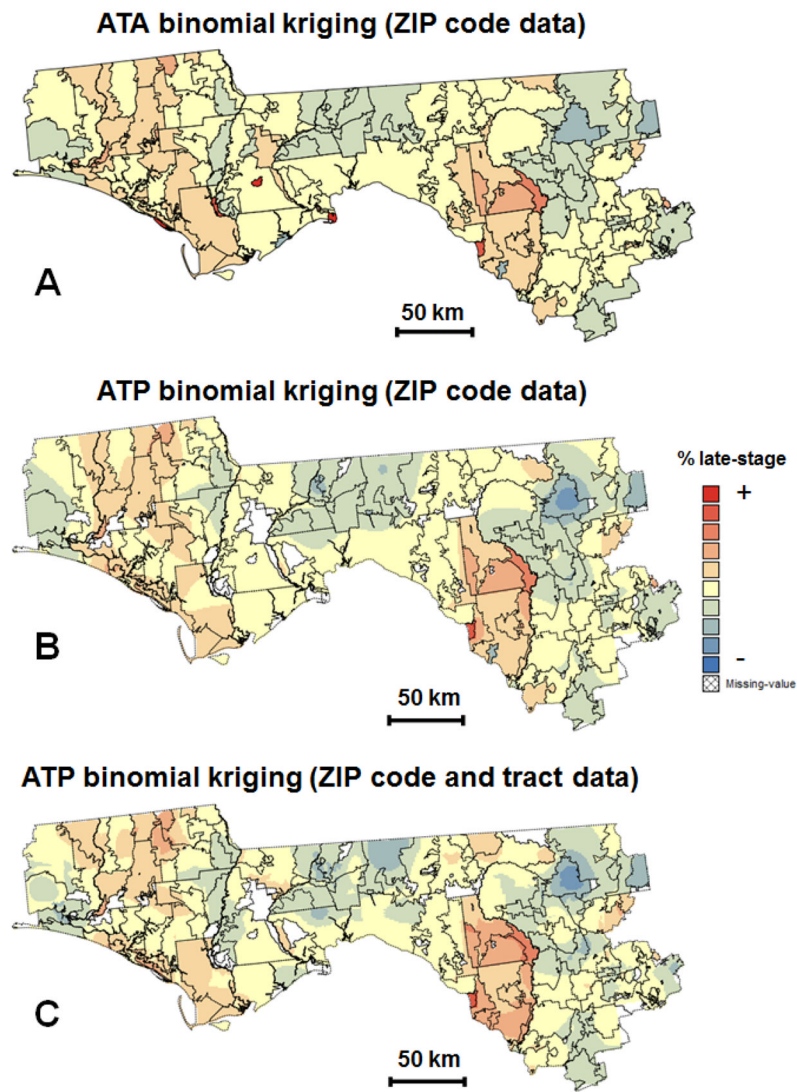 ATA binomial kriging (ZIP code data)
A
50 km
ATP binomial kriging (ZIP code data)
% late-stage
+
-
Missing-value
B
50 km
ATP binomial kriging (ZIP code and tract data)
C
50 km